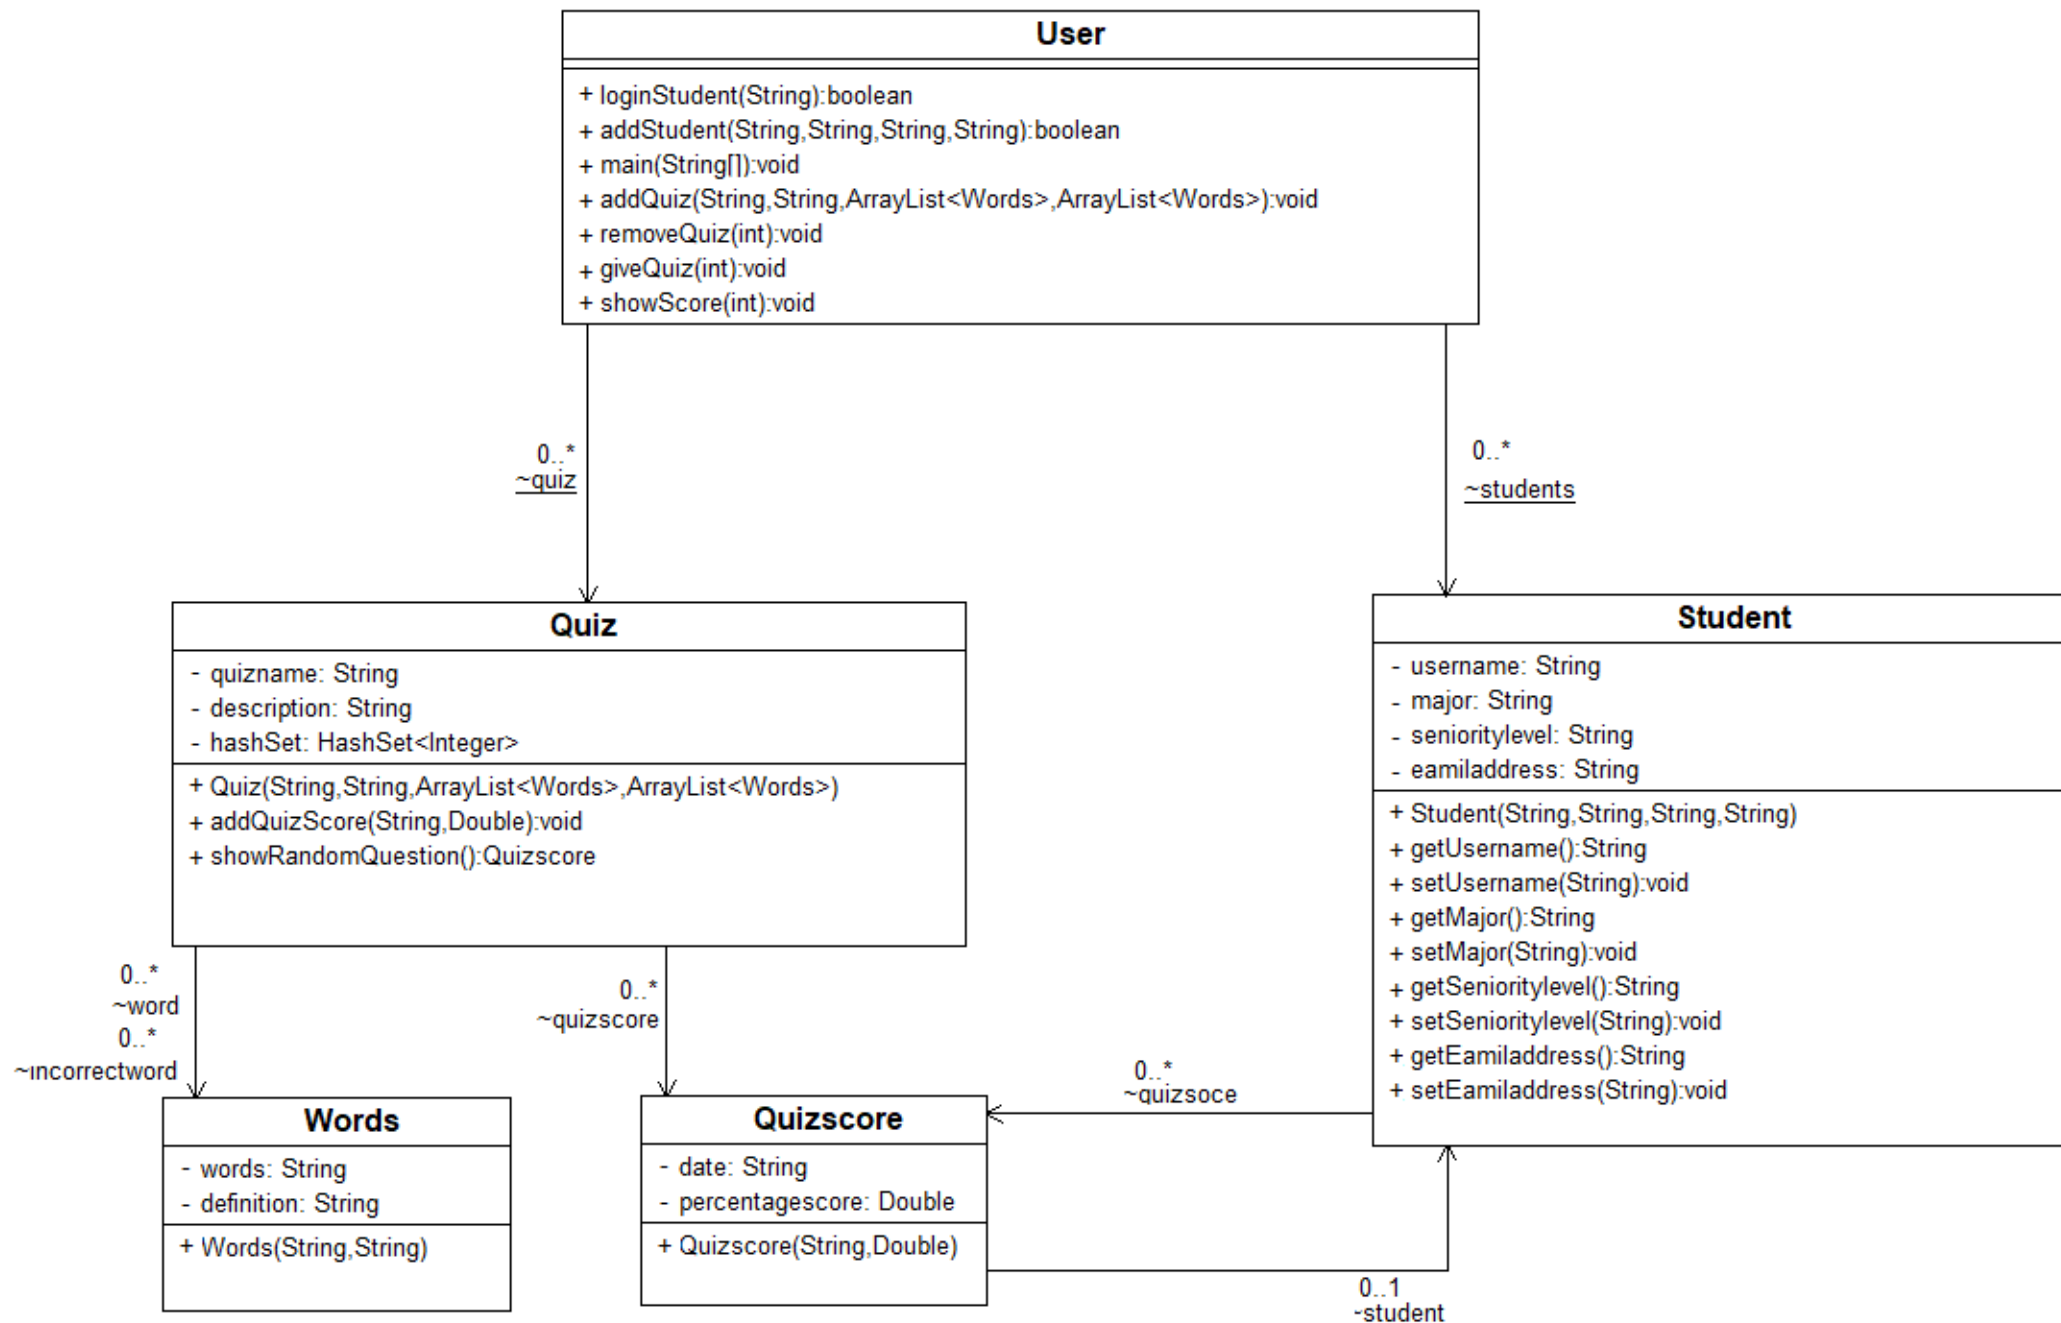 User
+ loginStudent(String):boolean
+ addStudent(String,String,String,String):boolean
+ main(String[]):void
+ addQuiz(String,String,ArrayList<Words>,ArrayList<Words>):void
+ removeQuiz(int):void
+ giveQuiz(int):void
+ showScore(int):void
0..*
~quiz
0..*
~students
Quiz
- quizname: String
- description: String
- hashSet: HashSet<Integer>
+ Quiz(String,String,ArrayList<Words>,ArrayList<Words>)
+ addQuizScore(String,Double):void
+ showRandomQuestion():Quizscore
Student
- username: String
- major: String
- senioritylevel: String
- eamiladdress: String
+ Student(String,String,String,String)
+ getUsername():String
+ setUsername(String):void
+ getMajor():String
+ setMajor(String):void
+ getSenioritylevel():String
+ setSenioritylevel(String):void
+ getEamiladdress():String
+ setEamiladdress(String):void
0..*
~word
0..*
~incorrectword
0..*
~quizscore
0..*
~quizsoce
Words
- words: String
- definition: String
+ Words(String,String)
Quizscore
- date: String
- percentagescore: Double
+ Quizscore(String,Double)
0..1
~student